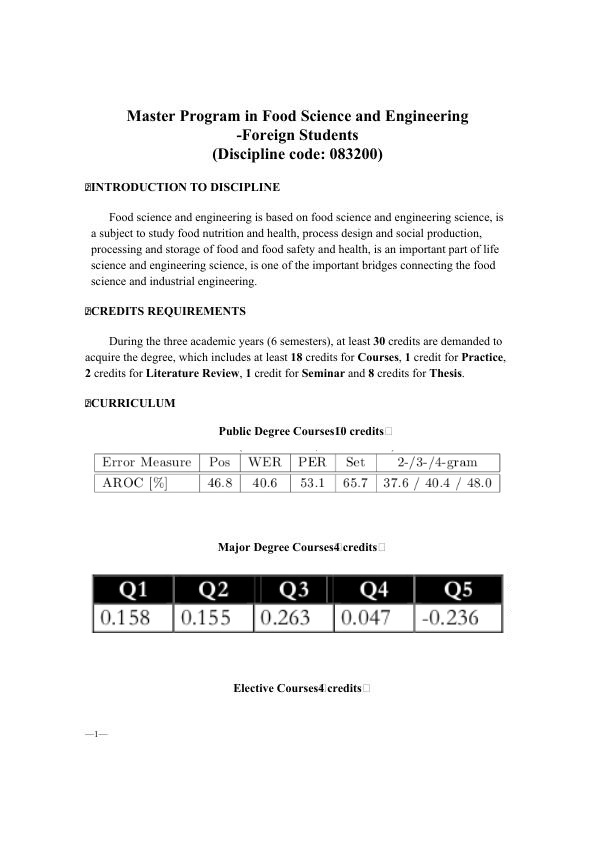 Master Program in Food Science and Engineering
-Foreign Students
(Discipline code: 083200)
INTRODUCTION TO DISCIPLINE
Food science and engineering is based on food science and engineering science, is
a subject to study food nutrition and health, process design and social production,
processing and storage of food and food safety and health, is an important part of life
science and engineering science, is one of the important bridges connecting the food
science and industrial engineering.
CREDITS REQUIREMENTS
During the three academic years (6 semesters), at least 30 credits are demanded to
acquire the degree, which includes at least 18 credits for Courses, 1 credit for Practice,
2 credits for Literature Review, 1 credit for Seminar and 8 credits for Thesis.
CURRICULUM
Public Degree Courses10 credits
Error Measure Pos WER PER Set 2-/3-/4-gram
AROC [%] 46.8 40.6 53.1 65.7 37.6 / 40.4 / 48.0
Major Degree Courses4 credits
Q1 Q2 Q3 Q4 Q5
0.158 0.155 0.263 0.047 -0.236
Elective Courses4 credits
—1—